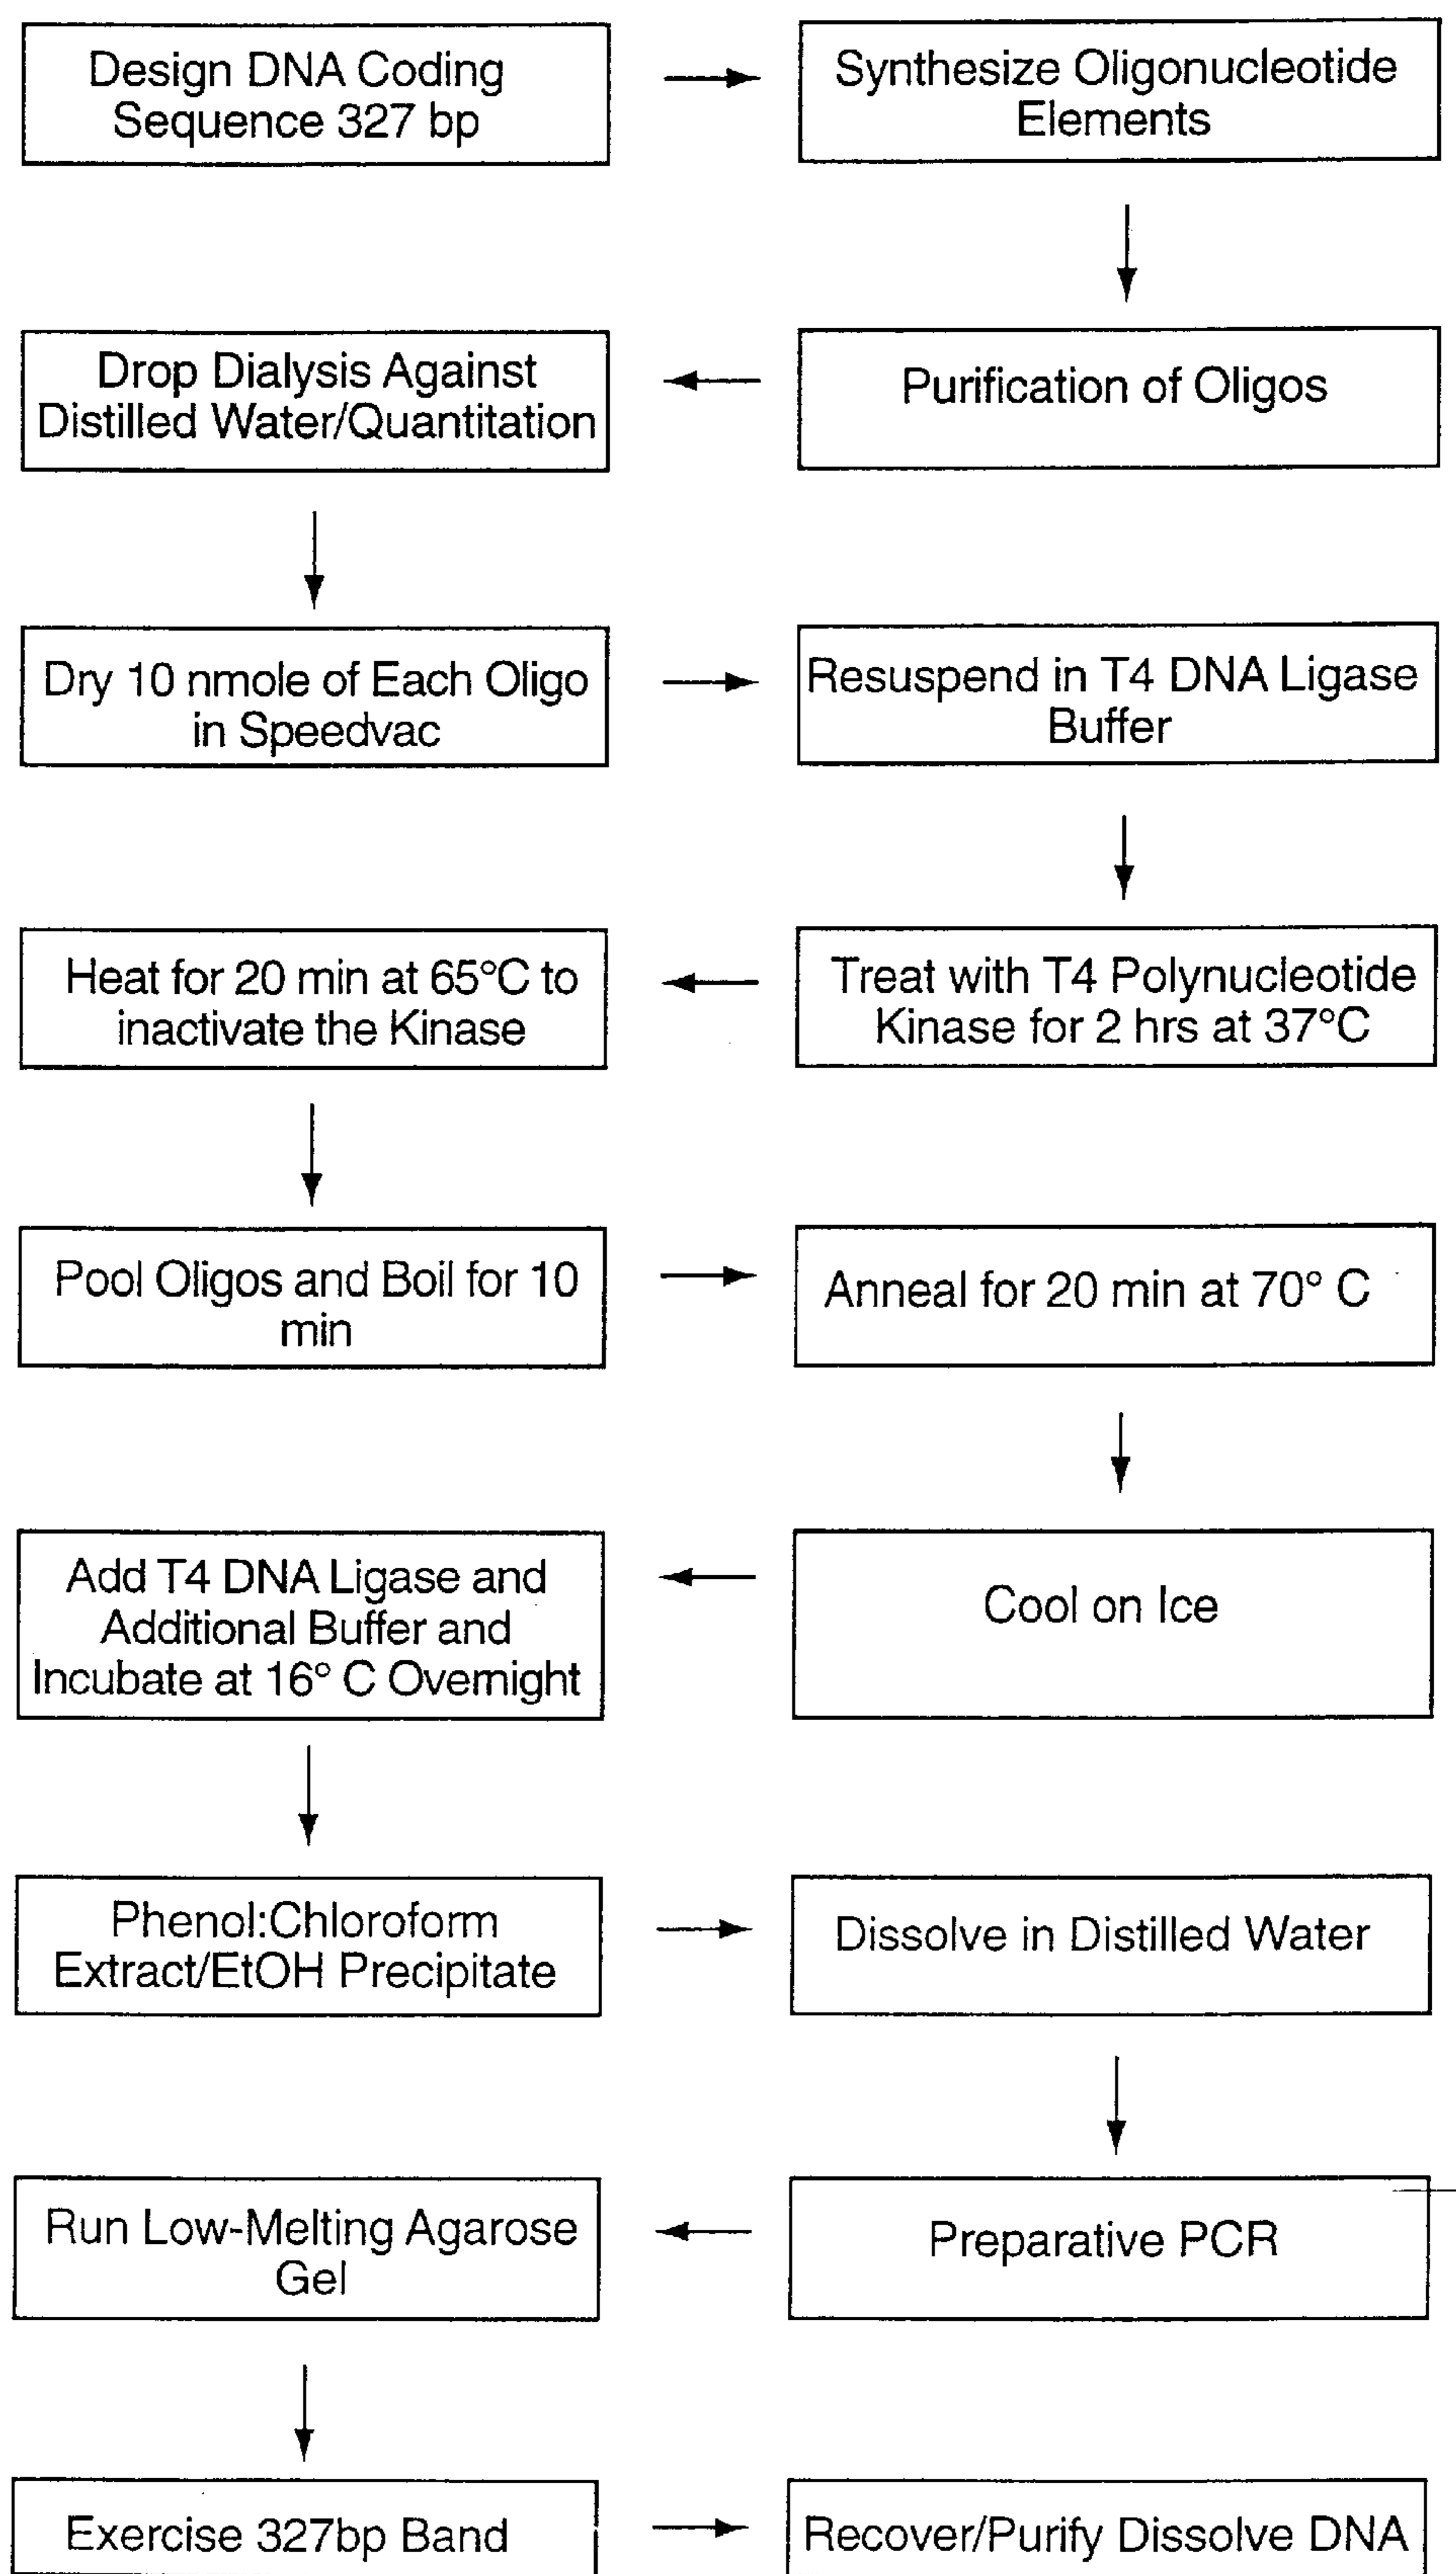 Design DNA Coding
Sequence 327 bp
Synthesize Oligonucleotide
Elements
Purification of Oligos
Drop Dialysis Against
Distilled Water/Quantitation
Dry 10 nmole of Each Oligo
in Speedvac
Resuspend in T4 DNA Ligase
Buffer
Treat with T4 Polynucleotide
Kinase for 2 hrs at 37°C
Heat for 20 min at 65°C to
inactivate the Kinase
Pool Oligos and Boil for 10
min
Anneal for 20 min at 70° C
Cool on Ice
Add T4 DNA Ligase and
Additional Buffer and
Incubate at 16° C Overnight
Phenol:Chloroform
Extract/EtOH Precipitate
Dissolve in Distilled Water
Preparative PCR
Run Low-Melting Agarose
Gel
Exercise 327bp Band
Recover/Purify Dissolve DNA